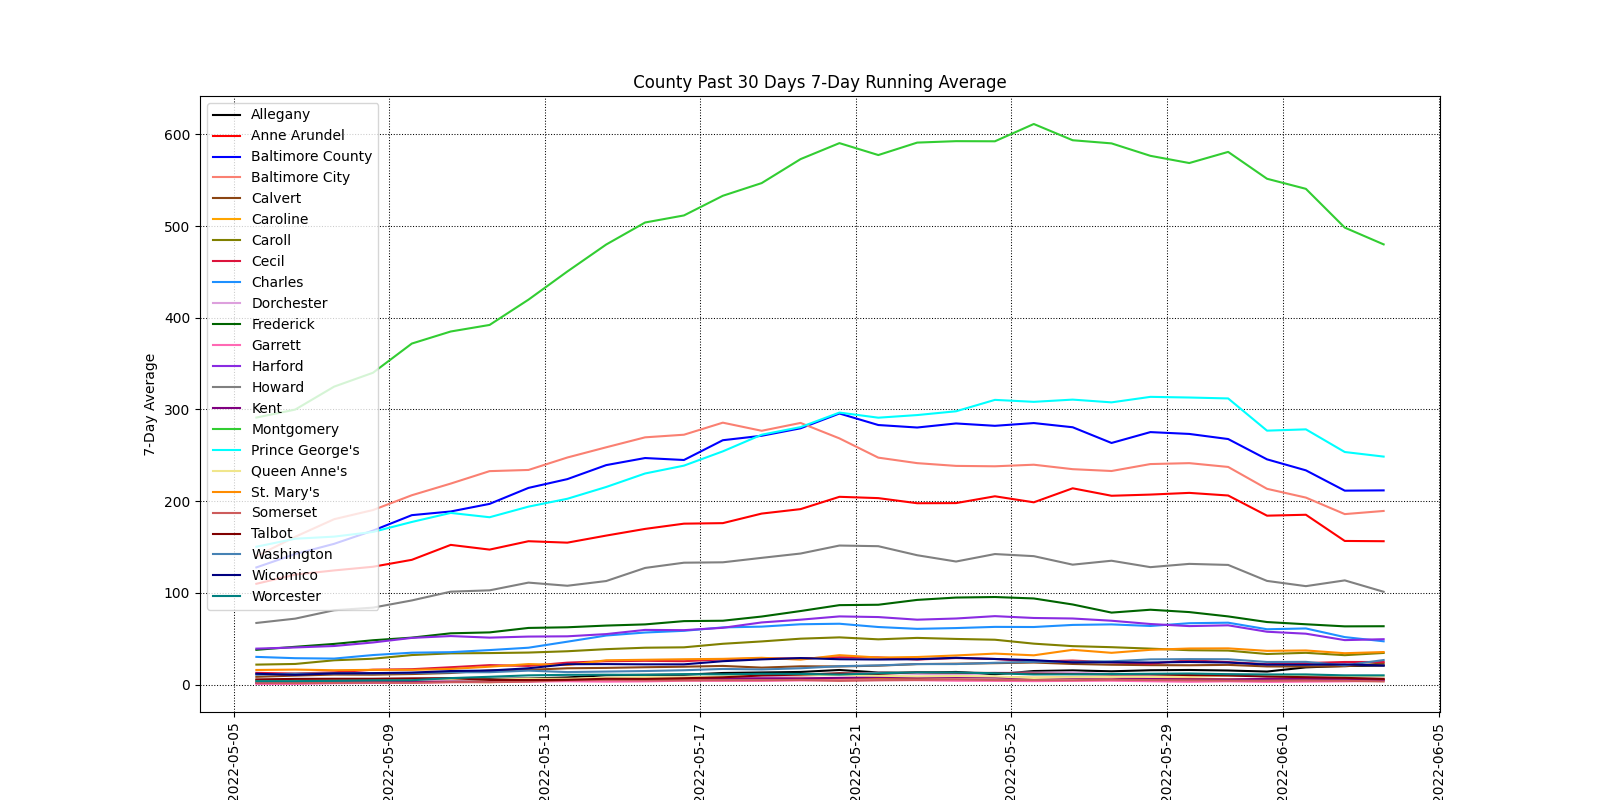 County Past 30 Days 7-Day Running Average
7-Day Average
600
500
400
300
200
100
0
Allegany
Anne Arundel
Baltimore County
Baltimore City
Calvert
Caroline
Caroll
Cecil
Charles
Dorchester
Frederick
Garrett
Harford
Howard
Kent
Montgomery
Prince George's
Queen Anne's
St. Mary's
Somerset
Talbot
Washington
Wicomico
Worcester
2022-05-05
2022-05-09
2022-05-13
2022-05-17
2022-05-21
2022-05-25
2022-05-29
2022-06-01
2022-06-05